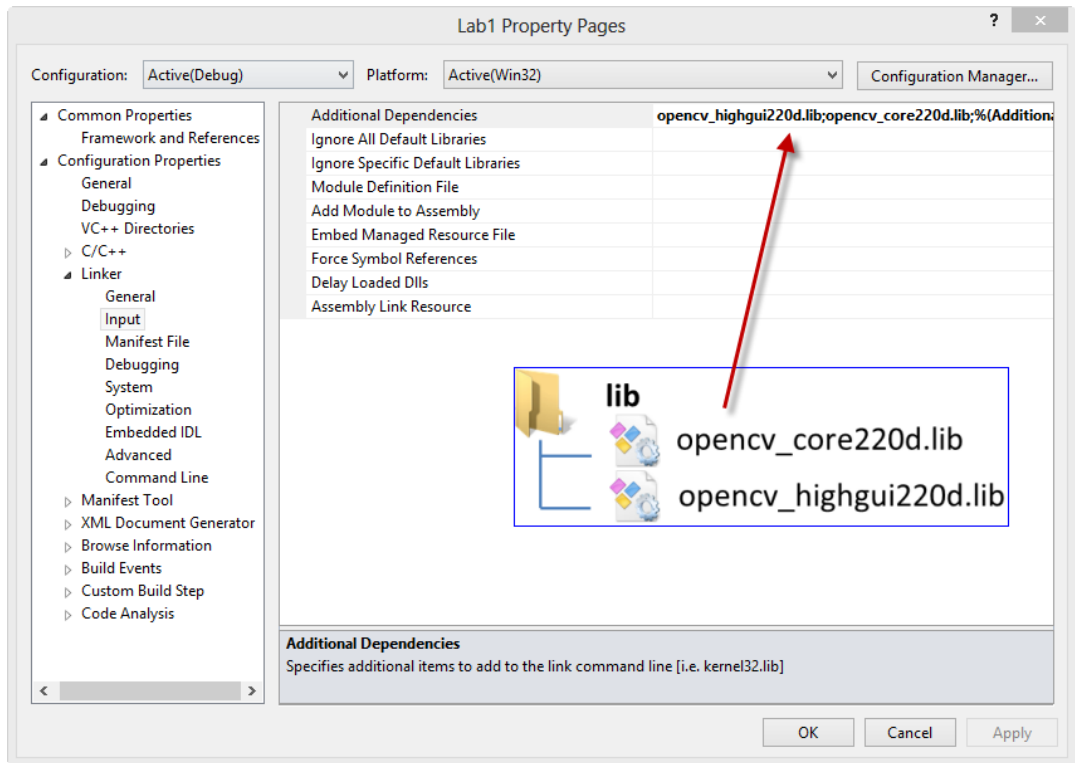 Lab1 Property Pages
?
Configuration: Active(Debug) Platform: Active(Win32) Configuration Manager...
Common Properties
Framework and References
Configuration Properties
General
Debugging
VC++ Directories
C/C++
Linker
General
Input
Manifest File
Debugging
System
Optimization
Embedded IDL
Advanced
Command Line
Manifest Tool
XML Document Generator
Browse Information
Build Events
Custom Build Step
Code Analysis
Additional Dependencies opencv_highgui220d.lib;opencv_core220d.lib;%(Additiona
Ignore All Default Libraries
Ignore Specific Default Libraries
Module Definition File
Add Module to Assembly
Embed Managed Resource File
Force Symbol References
Delay Loaded Dlls
Assembly Link Resource
lib
opencv_core220d.lib
opencv_highgui220d.lib
Additional Dependencies
Specifies additional items to add to the link command line [i.e. kernel32.lib]
OK Cancel Apply